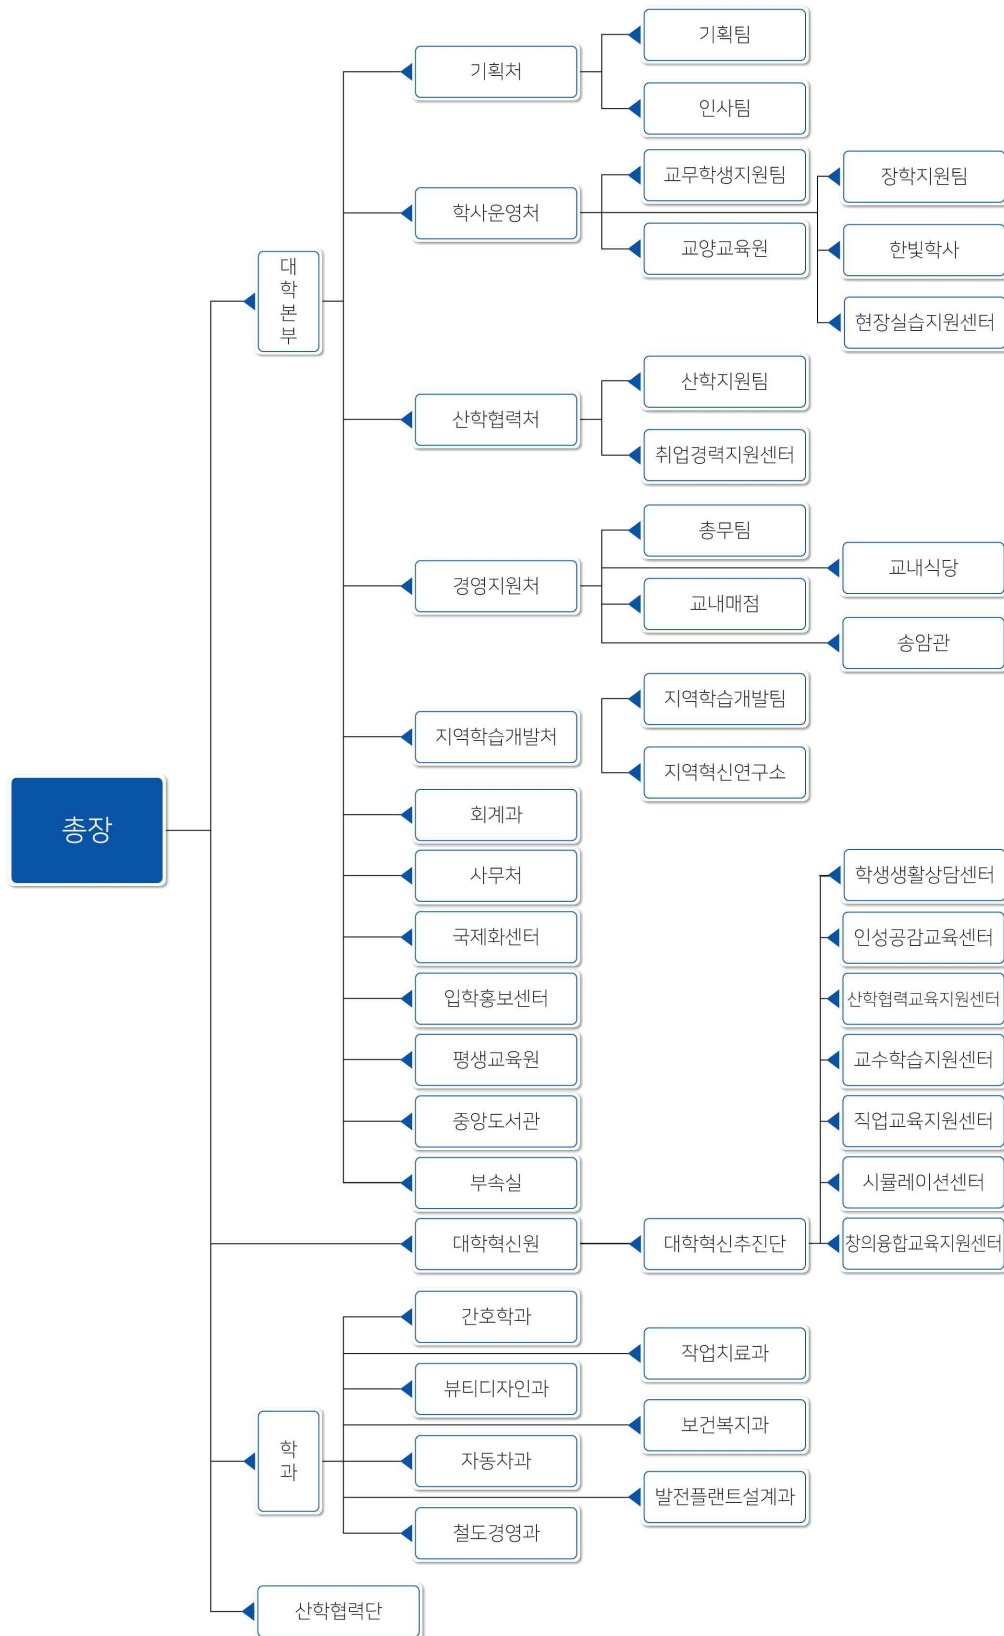 총장
대학본부
기획처
기획팀
인사팀
학사운영처
교무학생지원팀
교양교육원
장학지원팀
한빛학사
현장실습지원센터
산학협력처
산학지원팀
취업경력지원센터
경영지원처
총무팀
교내식당
교내매점
송암관
지역학습개발처
지역학습개발팀
지역혁신연구소
회계과
사무처
국제화센터
입학홍보센터
평생교육원
중앙도서관
부속실
대학혁신원
대학혁신추진단
학생생활상담센터
인성공감교육센터
산학협력교육지원센터
교수학습지원센터
직업교육지원센터
시뮬레이션센터
창의융합교육지원센터
학과
간호학과
작업치료과
뷰티디자인과
보건복지과
자동차과
발전플랜트설계과
철도경영과
산학협력단